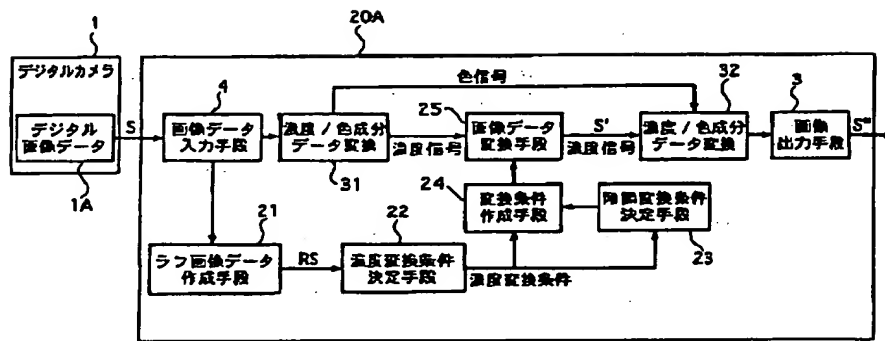 20A
1
デジタルカメラ
デジタル
画像データ
1A
S
4
画像データ
入力手段
色信号
濃度/色成分
データ変換
31
濃度信号
25
画像データ
変換手段
S'
濃度信号
32
濃度/色成分
データ変換
3
画像
出力手段
S"
24
変換条件
作成手段
階調変換条件
決定手段
23
21
ラフ画像データ
作成手段
RS
22
濃度変換条件
決定手段
濃度変換条件